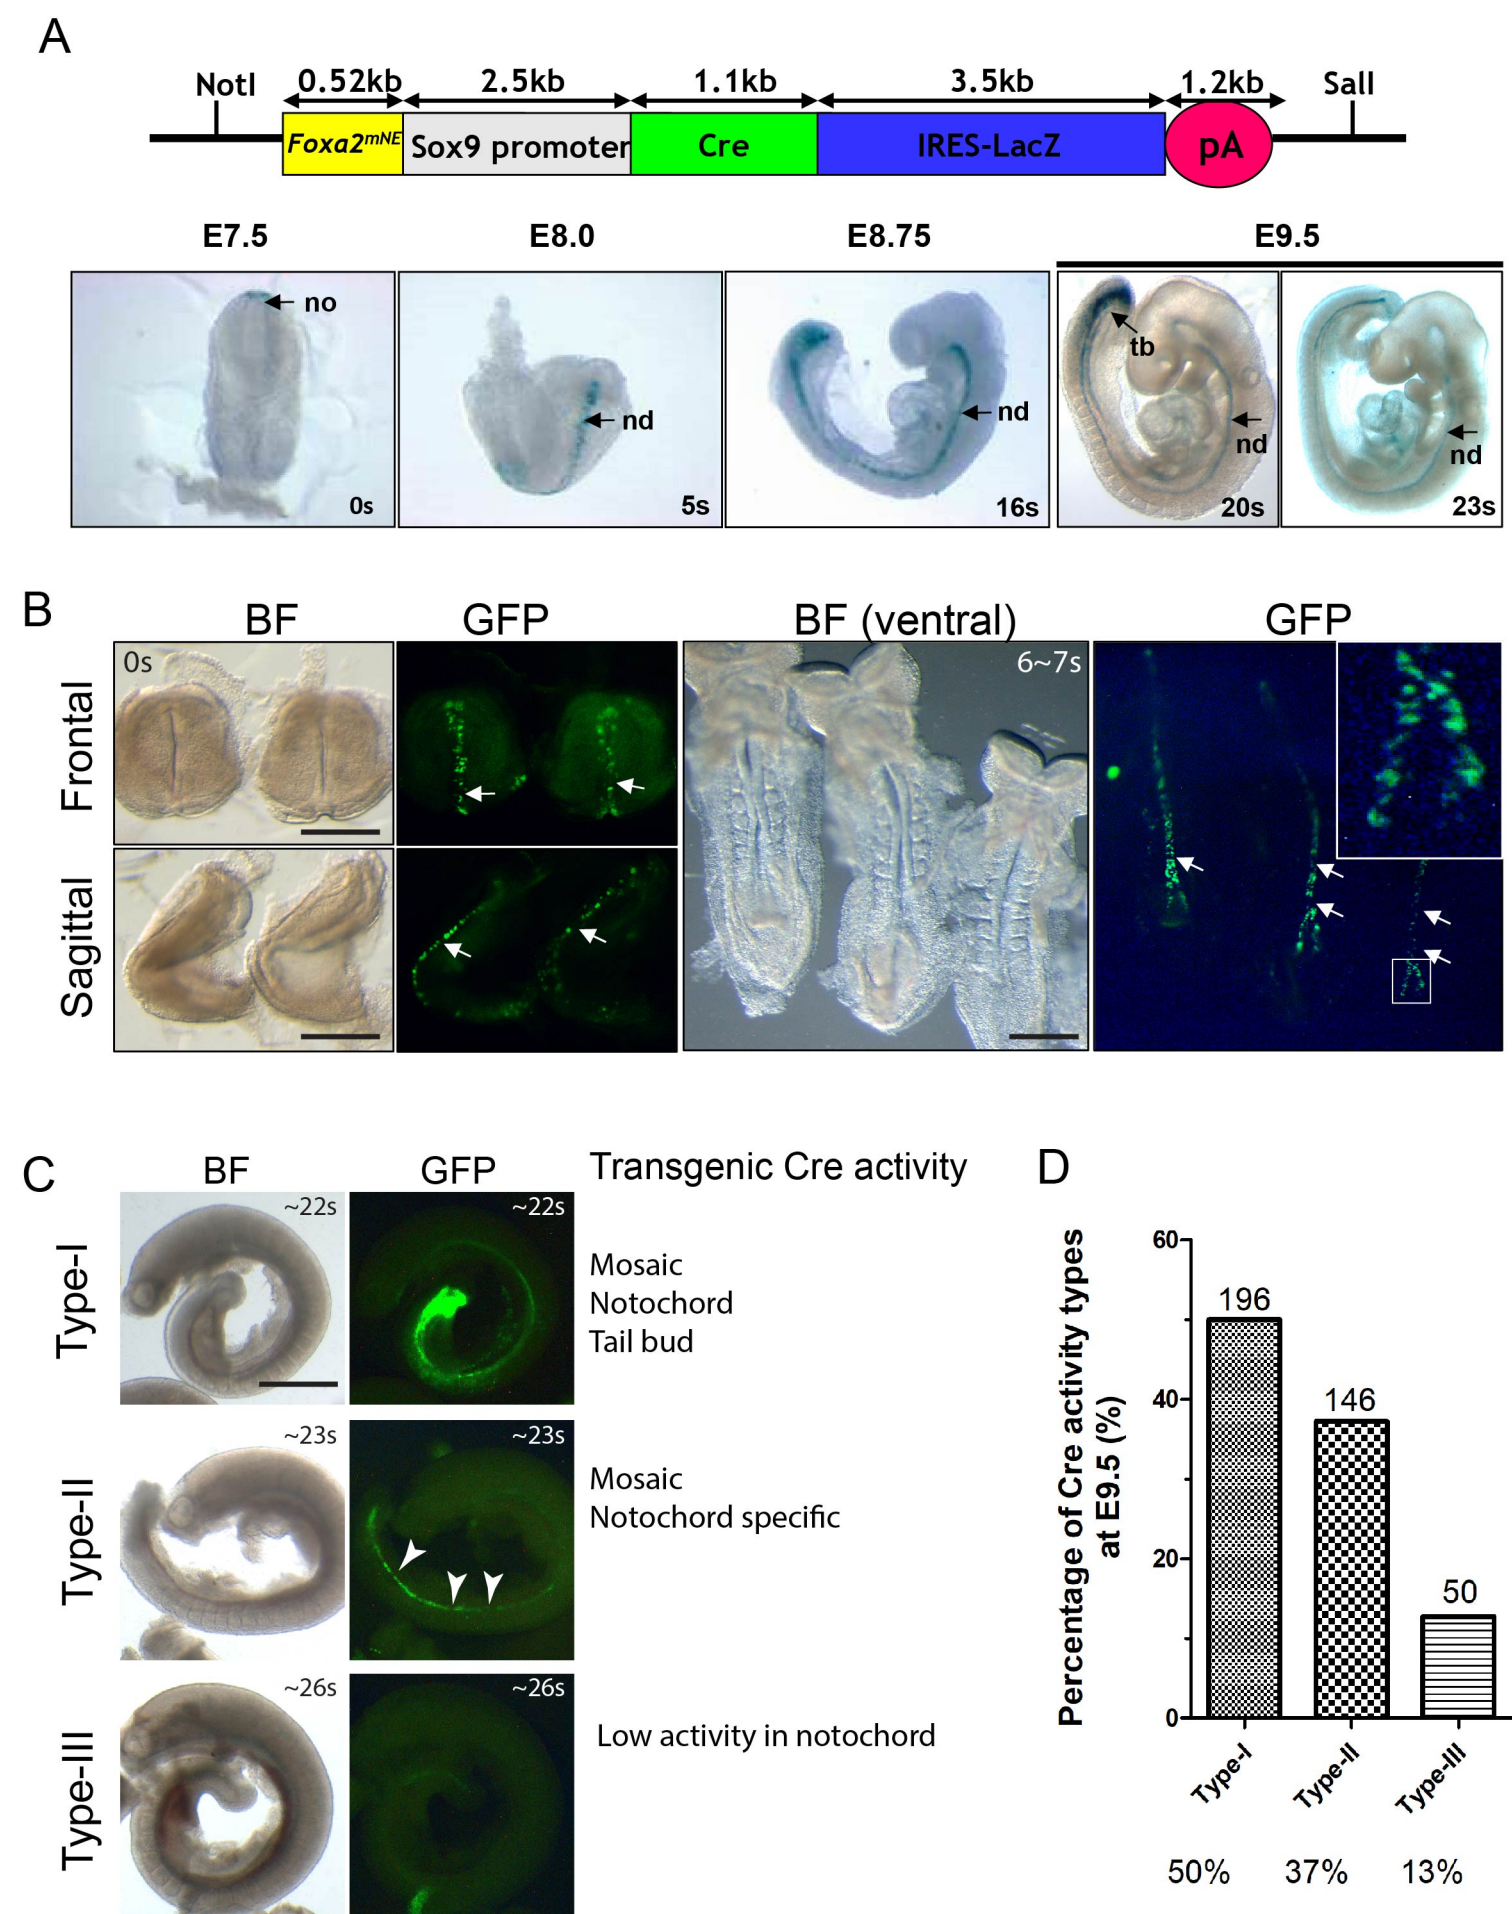 A
NotI
0.52kb
2.5kb
1.1kb
3.5kb
1.2kb
SalI
Foxa2mNE
Sox9 promoter
Cre
IRES-LacZ
pA
E7.5
E8.0
E8.75
E9.5
no
0s
nd
5s
nd
16s
tb
nd
20s
nd
23s
B
BF
GFP
BF (ventral)
GFP
Frontal
0s
6~7s
Sagittal
C
BF
GFP
Transgenic Cre activity
Type-I
~22s
~22s
Mosaic
Notochord
Tail bud
Type-II
~23s
~23s
Mosaic
Notochord specific
Type-III
~26s
~26s
Low activity in notochord
D
Percentage of Cre activity types
at E9.5 (%)
60
40
20
0
196
146
50
Type-I
Type-II
Type-III
50%
37%
13%